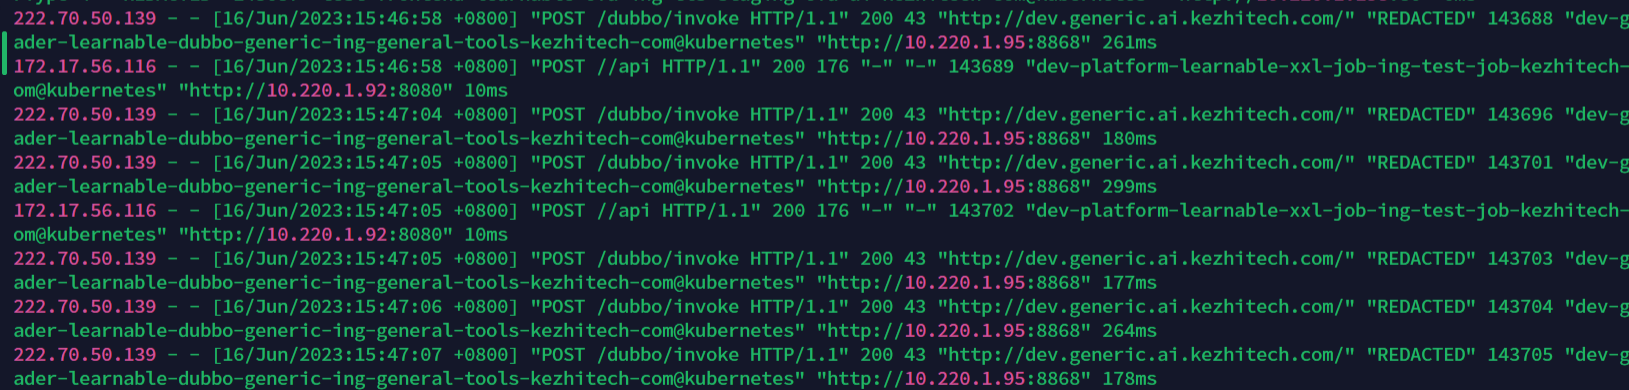 222.70.50.139 - - [16/Jun/2023:15:46:58 +0800] "POST /dubbo/invoke HTTP/1.1" 200 43 "http://dev.generic.ai.kezhitech.com/" "REDACTED" 143688 "dev-g
ader-learnable-dubbo-generic-ing-general-tools-kezhitech-com@kubernetes" "http://10.220.1.95:8868" 261ms
172.17.56.116 - - [16/Jun/2023:15:46:58 +0800] "POST //api HTTP/1.1" 200 176 "-" "-" 143689 "dev-platform-learnable-xxl-job-ing-test-job-kezhitech-
om@kubernetes" "http://10.220.1.92:8080" 10ms
222.70.50.139 - - [16/Jun/2023:15:47:04 +0800] "POST /dubbo/invoke HTTP/1.1" 200 43 "http://dev.generic.ai.kezhitech.com/" "REDACTED" 143696 "dev-g
ader-learnable-dubbo-generic-ing-general-tools-kezhitech-com@kubernetes" "http://10.220.1.95:8868" 180ms
222.70.50.139 - - [16/Jun/2023:15:47:05 +0800] "POST /dubbo/invoke HTTP/1.1" 200 43 "http://dev.generic.ai.kezhitech.com/" "REDACTED" 143701 "dev-g
ader-learnable-dubbo-generic-ing-general-tools-kezhitech-com@kubernetes" "http://10.220.1.95:8868" 299ms
172.17.56.116 - - [16/Jun/2023:15:47:05 +0800] "POST //api HTTP/1.1" 200 176 "-" "-" 143702 "dev-platform-learnable-xxl-job-ing-test-job-kezhitech-
om@kubernetes" "http://10.220.1.92:8080" 10ms
222.70.50.139 - - [16/Jun/2023:15:47:05 +0800] "POST /dubbo/invoke HTTP/1.1" 200 43 "http://dev.generic.ai.kezhitech.com/" "REDACTED" 143703 "dev-g
ader-learnable-dubbo-generic-ing-general-tools-kezhitech-com@kubernetes" "http://10.220.1.95:8868" 177ms
222.70.50.139 - - [16/Jun/2023:15:47:06 +0800] "POST /dubbo/invoke HTTP/1.1" 200 43 "http://dev.generic.ai.kezhitech.com/" "REDACTED" 143704 "dev-g
ader-learnable-dubbo-generic-ing-general-tools-kezhitech-com@kubernetes" "http://10.220.1.95:8868" 264ms
222.70.50.139 - - [16/Jun/2023:15:47:07 +0800] "POST /dubbo/invoke HTTP/1.1" 200 43 "http://dev.generic.ai.kezhitech.com/" "REDACTED" 143705 "dev-g
ader-learnable-dubbo-generic-ing-general-tools-kezhitech-com@kubernetes" "http://10.220.1.95:8868" 178ms